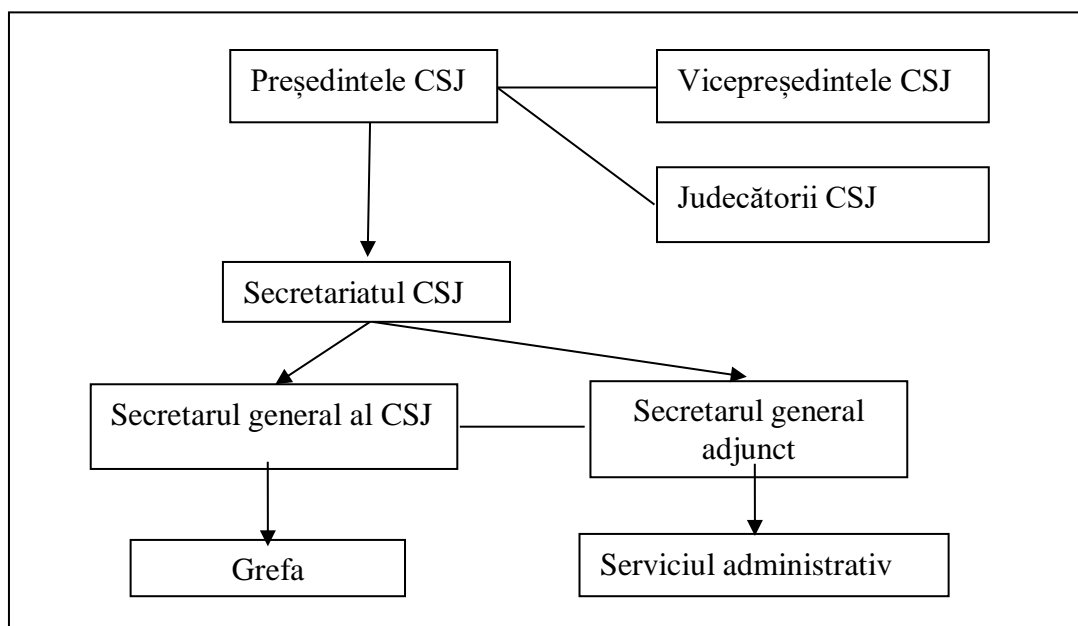 Președintele CSJ
Vicepreședintele CSJ
Judecătorii CSJ
Secretariatul CSJ
Secretarul general al CSJ
Secretarul general
adjunct
Grefa
Serviciul administrativ